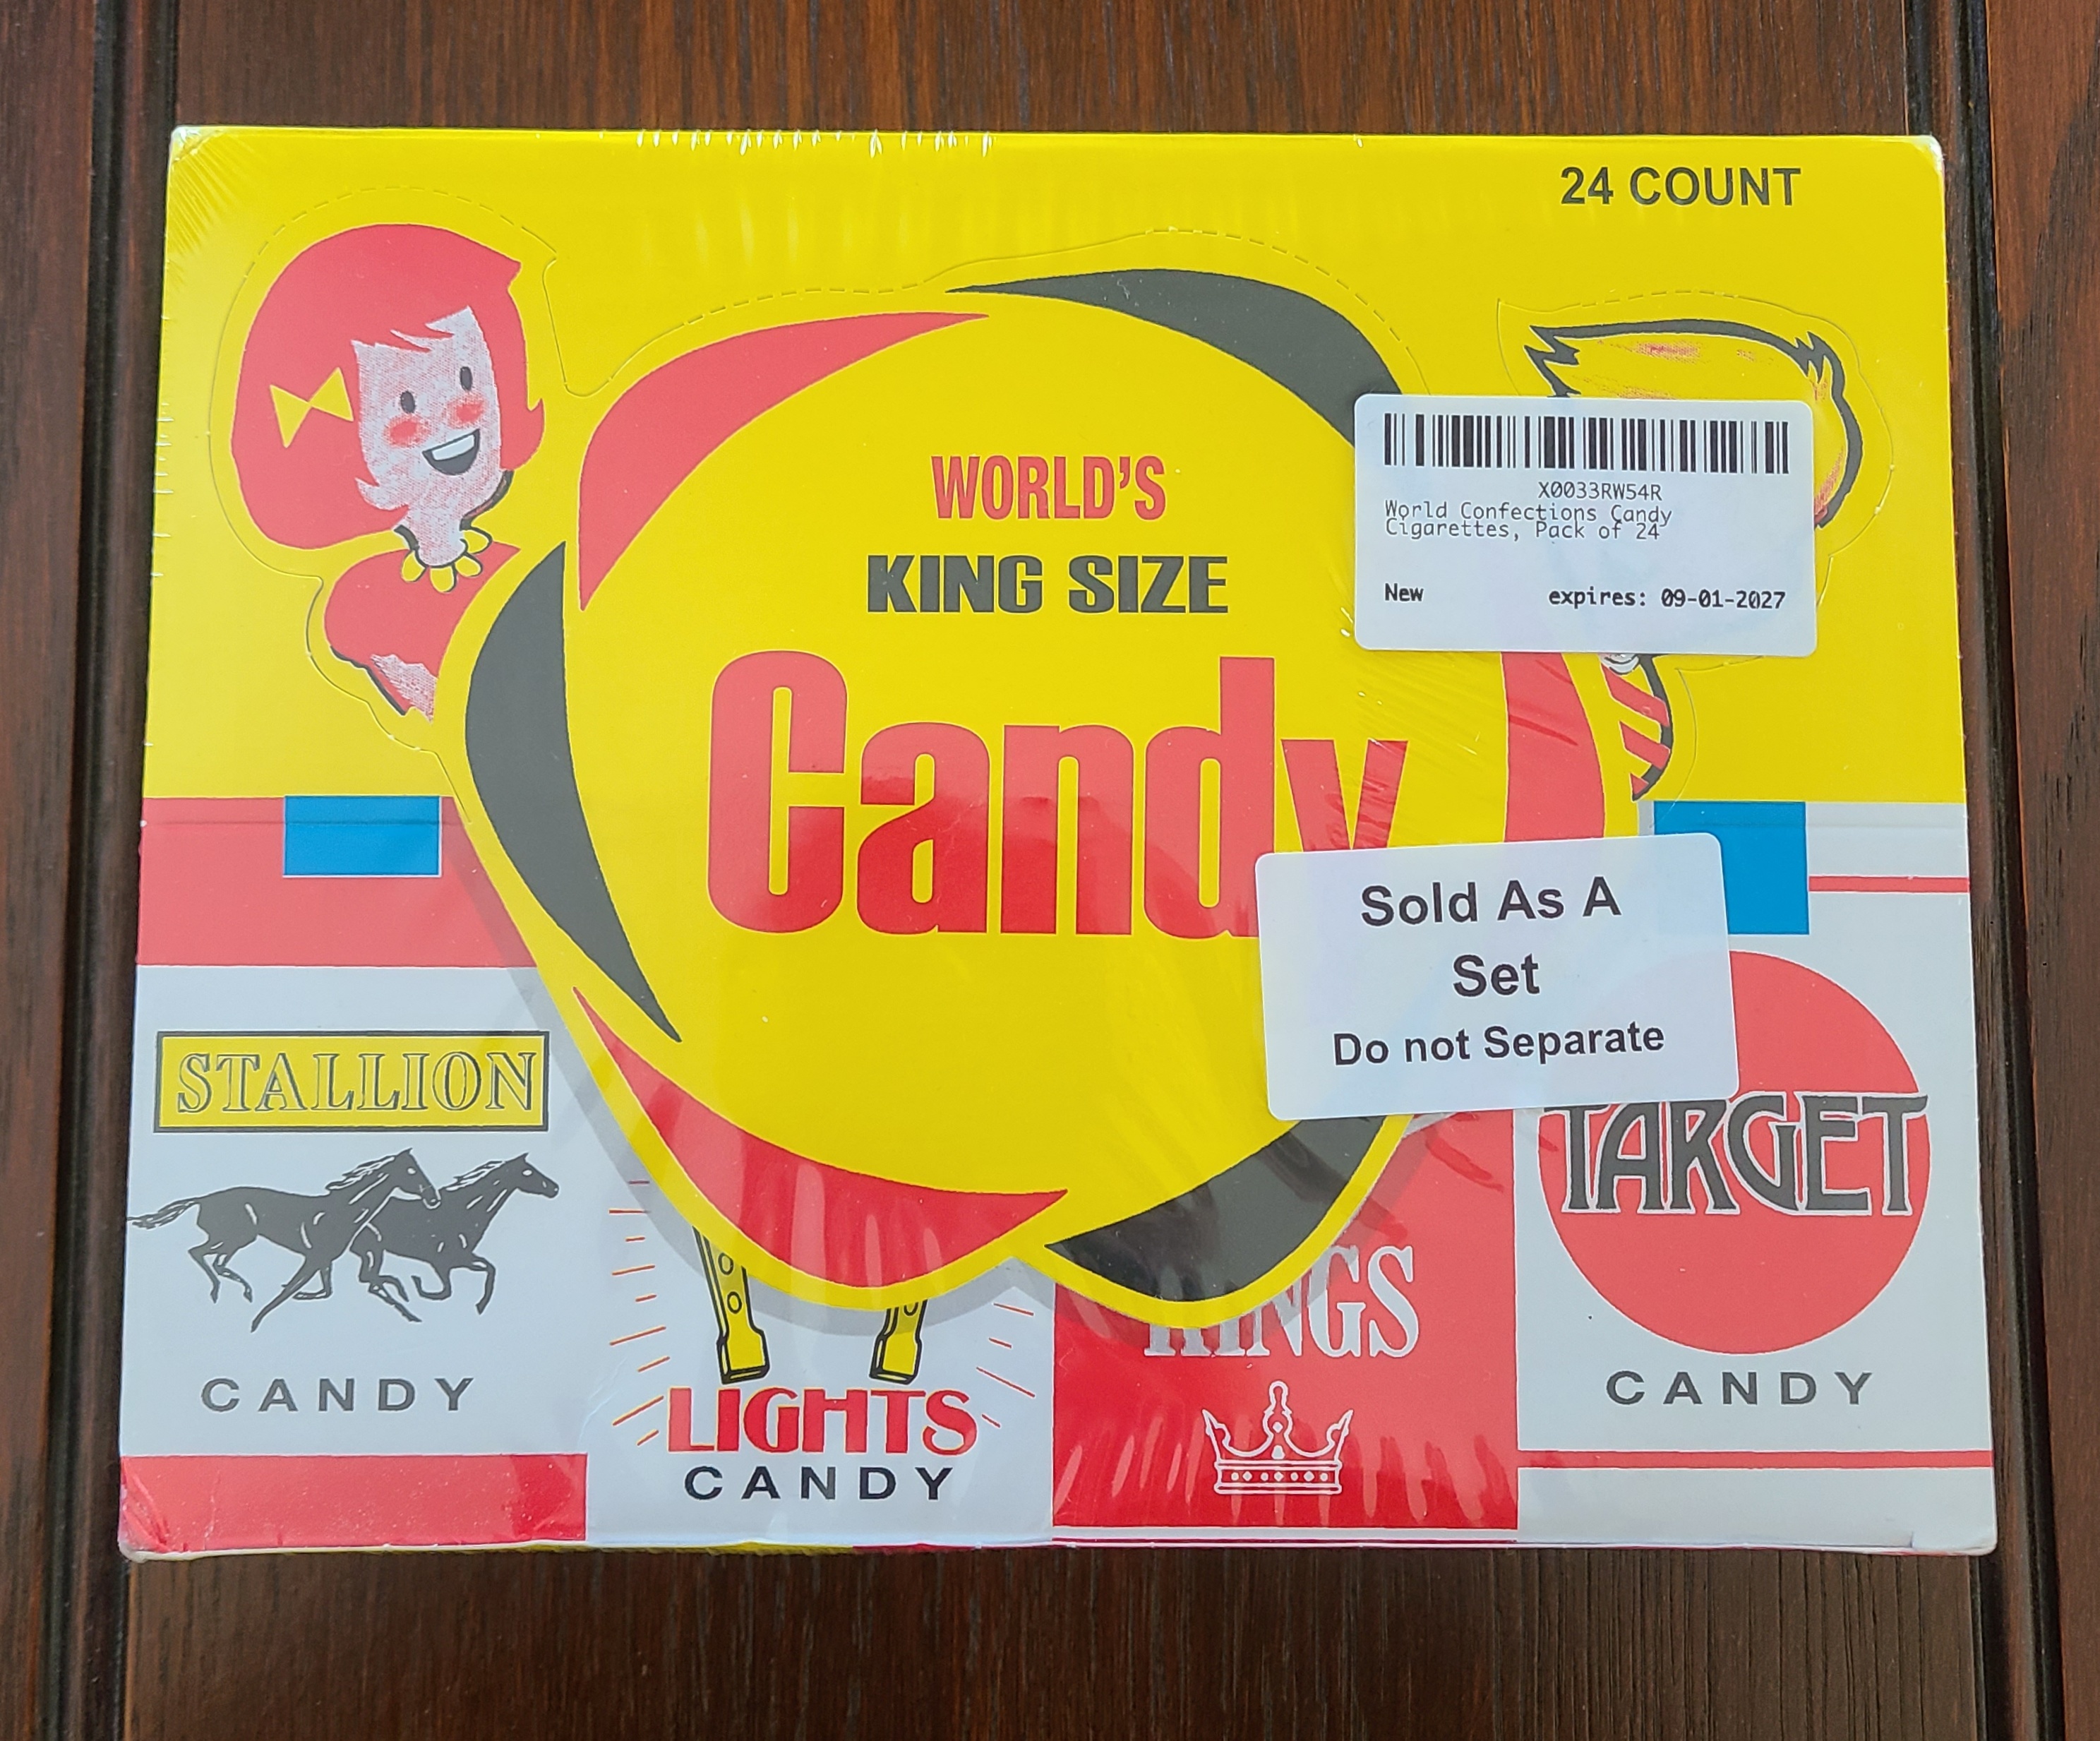 24 COUNT
WORLD'S
KING SIZE
Candy
X0033RW54R
World Confections Candy
Cigarettes, Pack of 24
New expires: 09-01-2027
Sold As A
Set
Do not Separate
STALLION
CANDY
LIGHTS
CANDY
KINGS
TARGET
CANDY